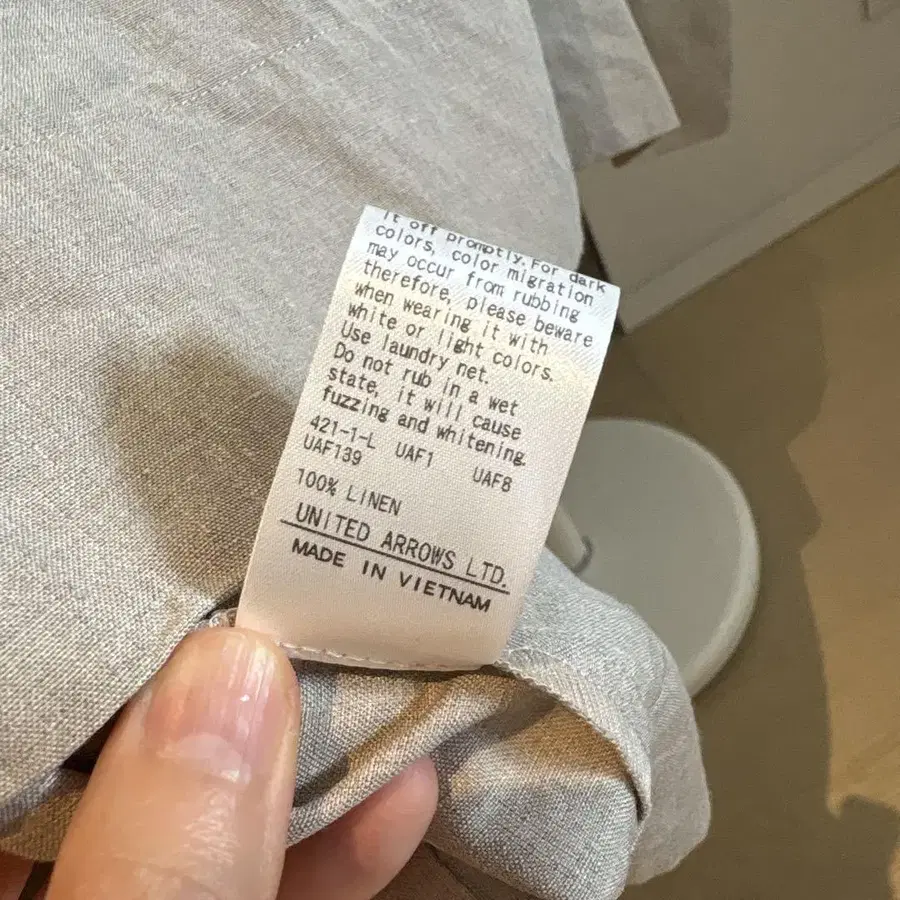 it off promptly.For dark
colors, color migration
may occur from rubbing
therefore, please beware
when wearing it with
white or light colors.
Use laundry net.
Do not rub in a wet
state, it will cause
fuzzing and whitening.
421-1-L UAF1 UAF8
UAF139
100% LINEN
UNITED ARROWS LTD.
MADE IN VIETNAM